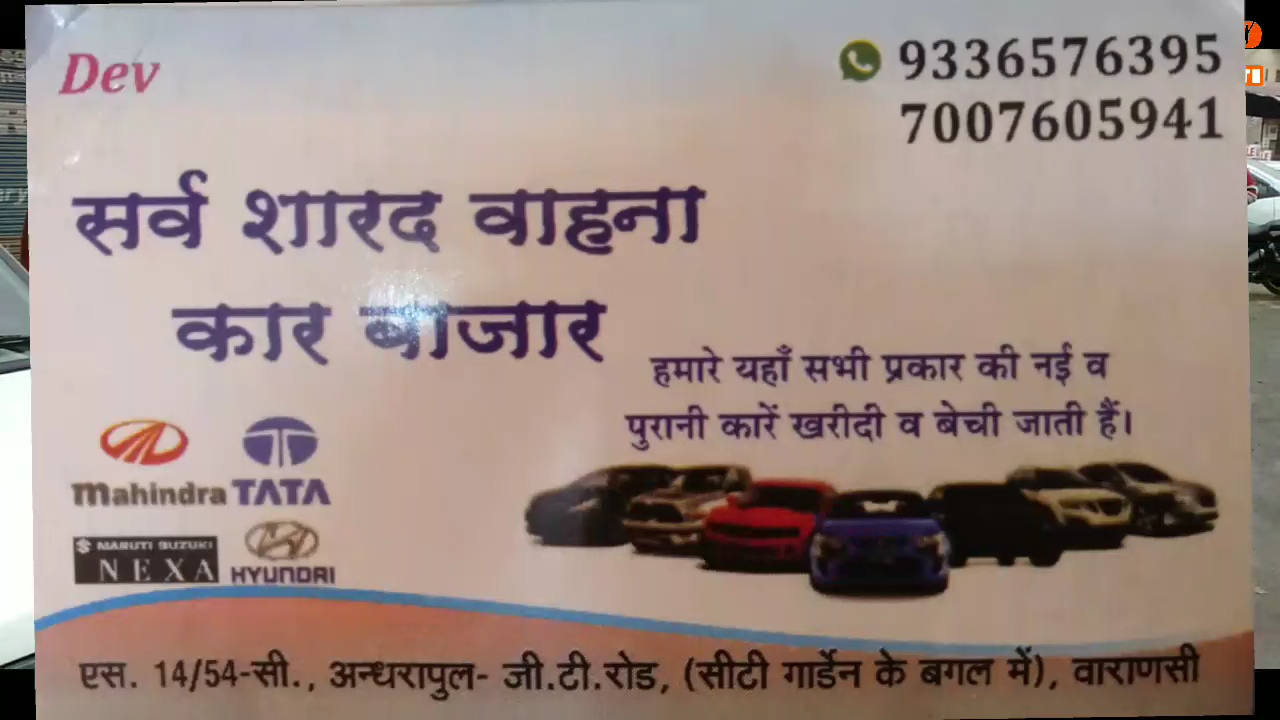 Dev
9336576395
7007605941
सर्व शारद वाहना
कार बाजार
हमारे यहाँ सभी प्रकार की नई व
पुरानी कारें खरीदी व बेची जाती हैं।
Mahindra TATA
MARUTI SUZUKI
NEXA HYUNDAI
एस. 14/54-सी., अन्धरापुल- जी.टी.रोड, (सीटी गार्डेन के बगल में), वाराणसी